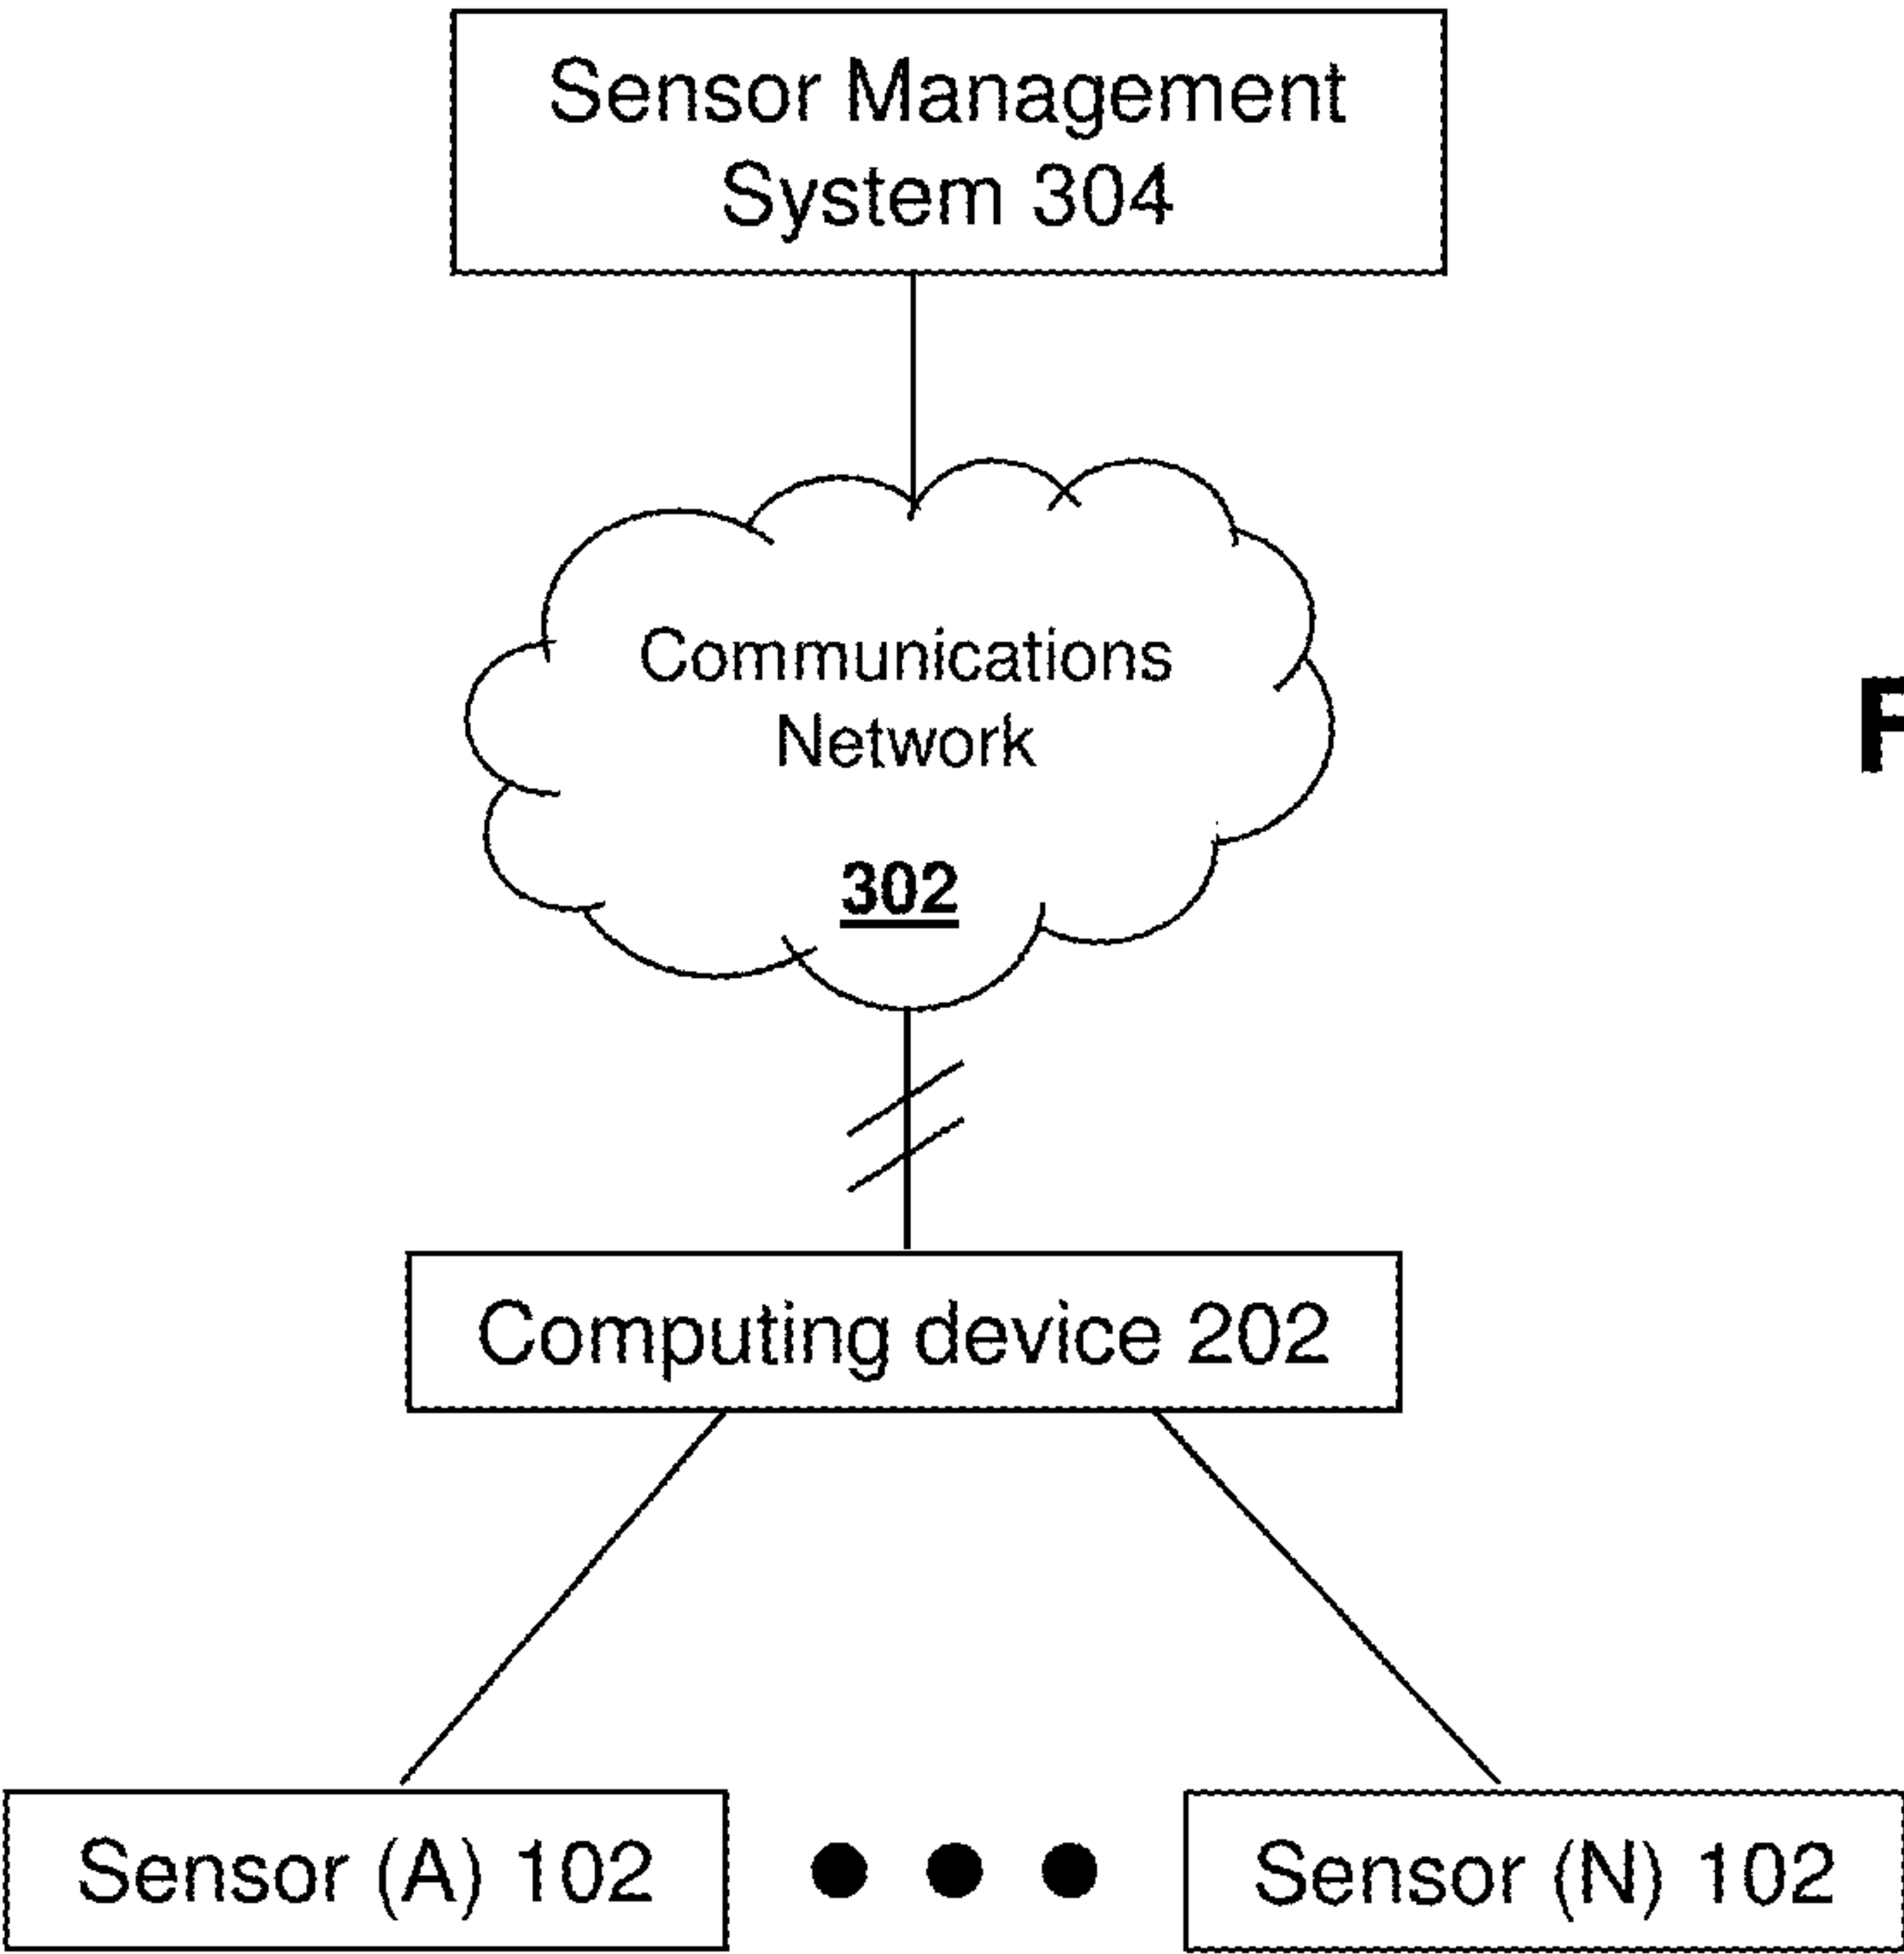 Sensor Management
System 304
Communications
Network
302
Computing device 202
Sensor (A) 102
Sensor (N) 102